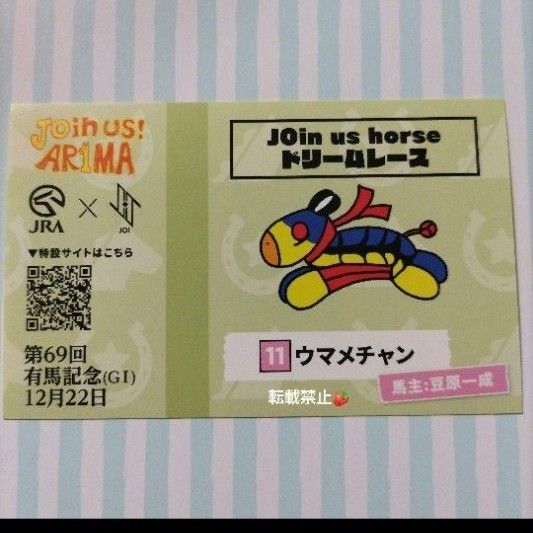 JOin us!
AR1MA
JRA × JO1
▼特設サイトはこちら
第69回
有馬記念(GI)
12月22日
JOin us horse
ドリームレース
11 ウマメチャン
馬主:豆原一成
転載禁止🍓